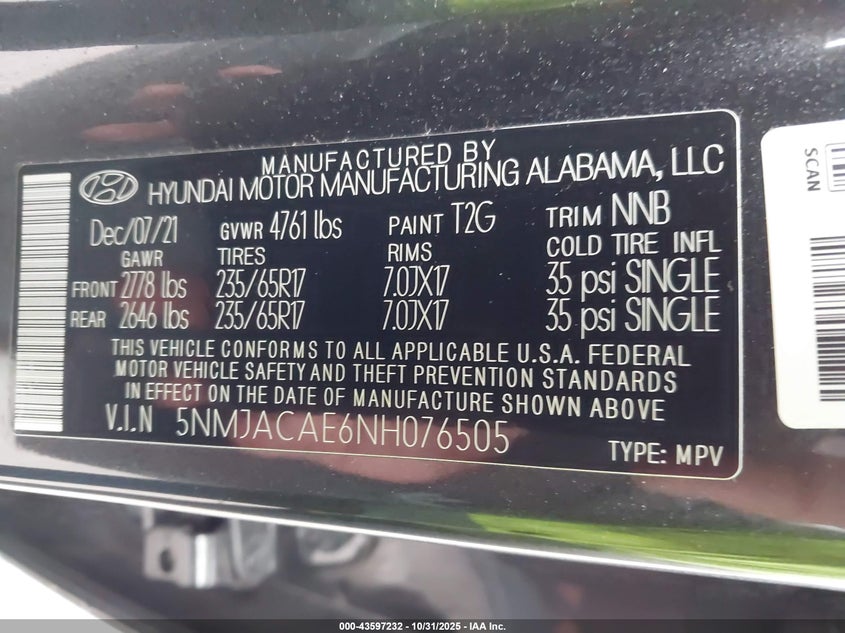 MANUFACTURED BY
HYUNDAI MOTOR MANUFACTURING ALABAMA, LLC
Dec/07/21 GVWR 4761 lbs PAINT T2G TRIM NNB
GAWR TIRES RIMS COLD TIRE INFL
FRONT 2778 lbs 235/65R17 7.0JX17 35 psi SINGLE
REAR 2646 lbs 235/65R17 7.0JX17 35 psi SINGLE
THIS VEHICLE CONFORMS TO ALL APPLICABLE U.S.A. FEDERAL
MOTOR VEHICLE SAFETY AND THEFT PREVENTION STANDARDS
IN EFFECT ON THE DATE OF MANUFACTURE SHOWN ABOVE
V.I.N 5NMJACAE6NH076505
TYPE: MPV
SCAN
000-43597232 - 10/31/2025 - IAA Inc.